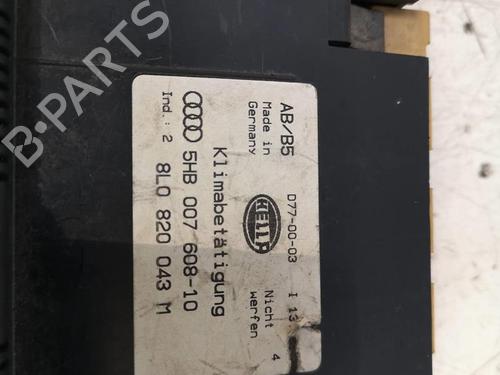 AB/B5
Made in
Germany
D77-00-03
I 13
HELLA
Nicht
werfen
4
Klimabetätigung
5HB 007 608-10
Ind.: 2
8L0 820 043 M